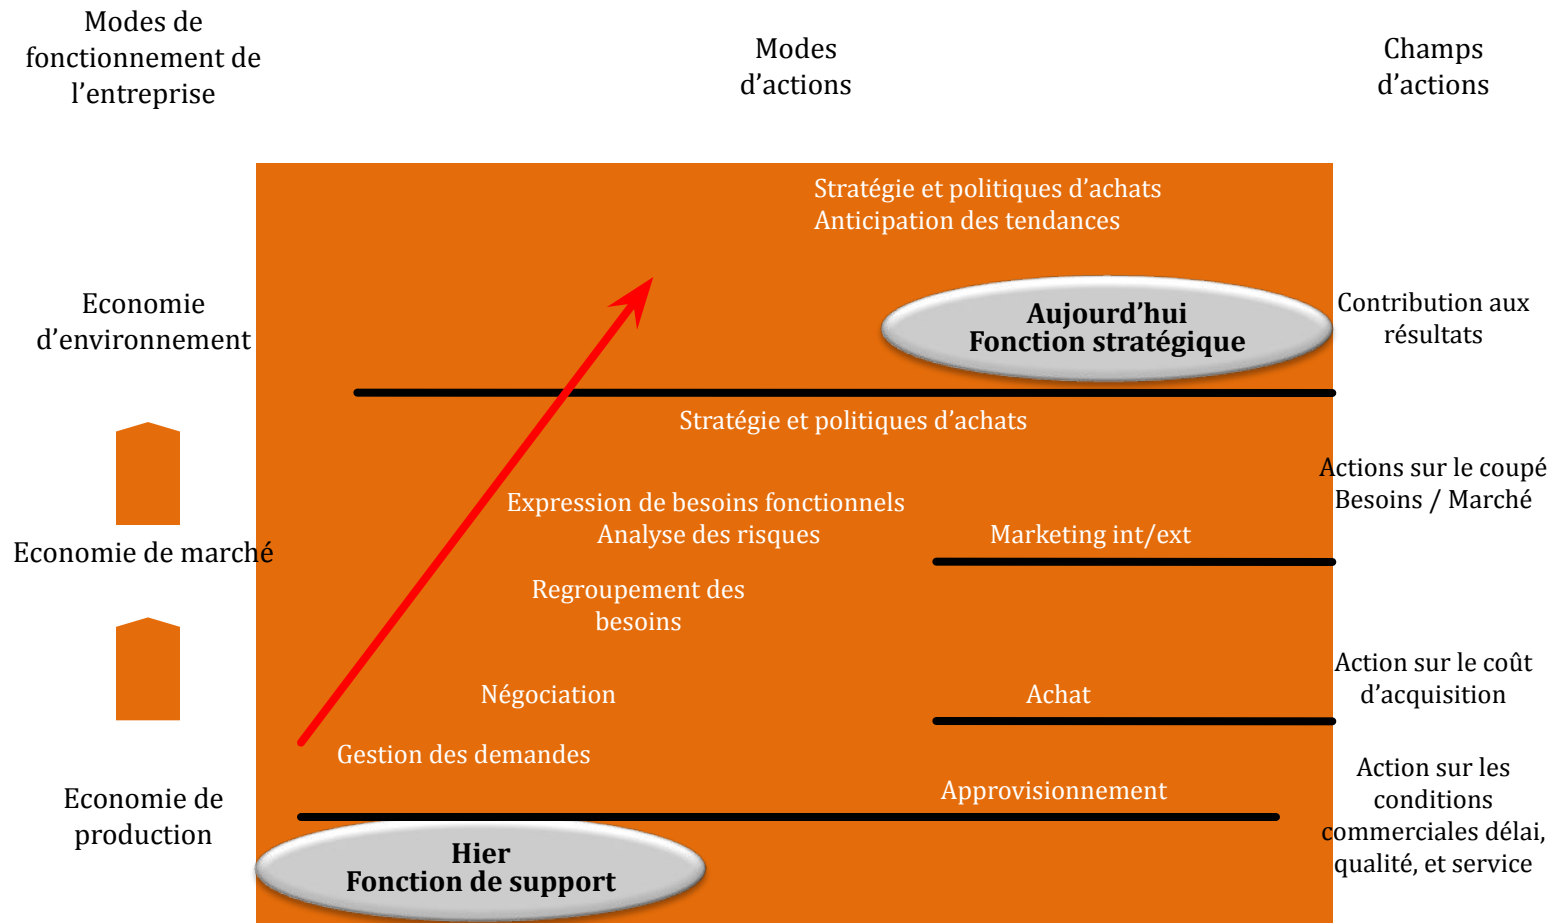 Modes de
fonctionnement de
l’entreprise
Modes
d’actions
Champs
d’actions
Stratégie et politiques d’achats
Anticipation des tendances
Economie
d’environnement
Aujourd’hui
Fonction stratégique
Contribution aux
résultats
Stratégie et politiques d’achats
Actions sur le coupé
Besoins / Marché
Expression de besoins fonctionnels
Analyse des risques
Marketing int/ext
Economie de marché
Regroupement des
besoins
Négociation
Achat
Action sur le coût
d’acquisition
Gestion des demandes
Economie de
production
Approvisionnement
Action sur les
conditions
commerciales délai,
qualité, et service
Hier
Fonction de support